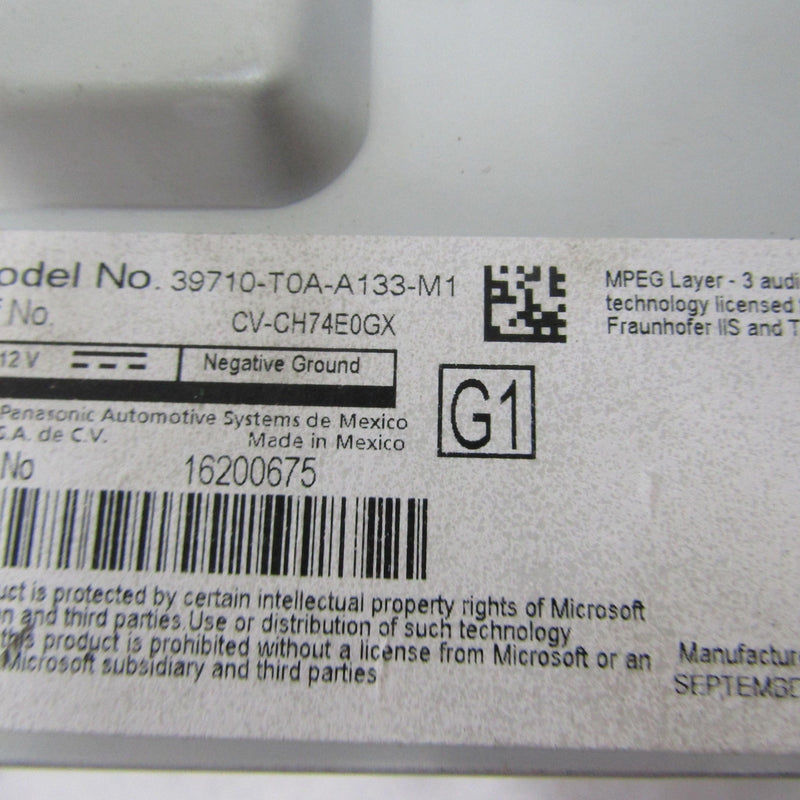 odel No. 39710-T0A-A133-M1
f No. CV-CH74E0GX
12 V Negative Ground
Panasonic Automotive Systems de Mexico
S.A. de C.V. Made in Mexico
No 16200675
G1
MPEG Layer - 3 audi
technology licensed f
Fraunhofer IIS and T
uct is protected by certain intellectual property rights of Microsoft
n and third parties.Use or distribution of such technology
this product is prohibited without a license from Microsoft or an
Microsoft subsidiary and third parties
Manufacture
SEPTEMBE